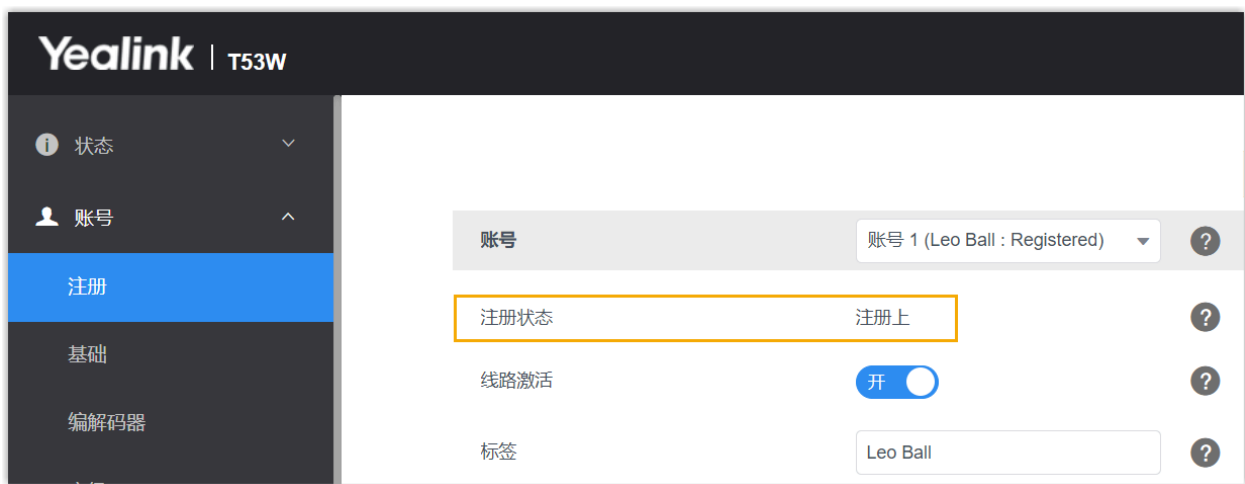 Yealink | T53W
状态
账号
注册
基础
编解码器
账号 账号 1 (Leo Ball : Registered)
注册状态 注册上
线路激活 开
标签 Leo Ball